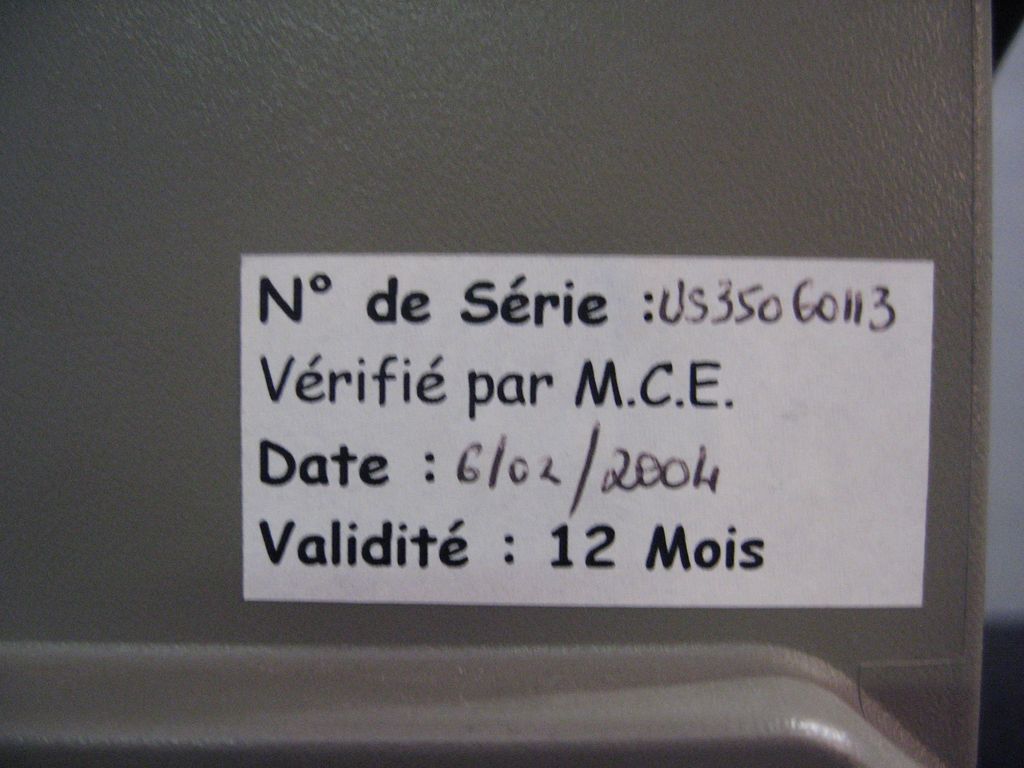 N° de Série :US35060113
Vérifié par M.C.E.
Date : 6/02/2004
Validité : 12 Mois